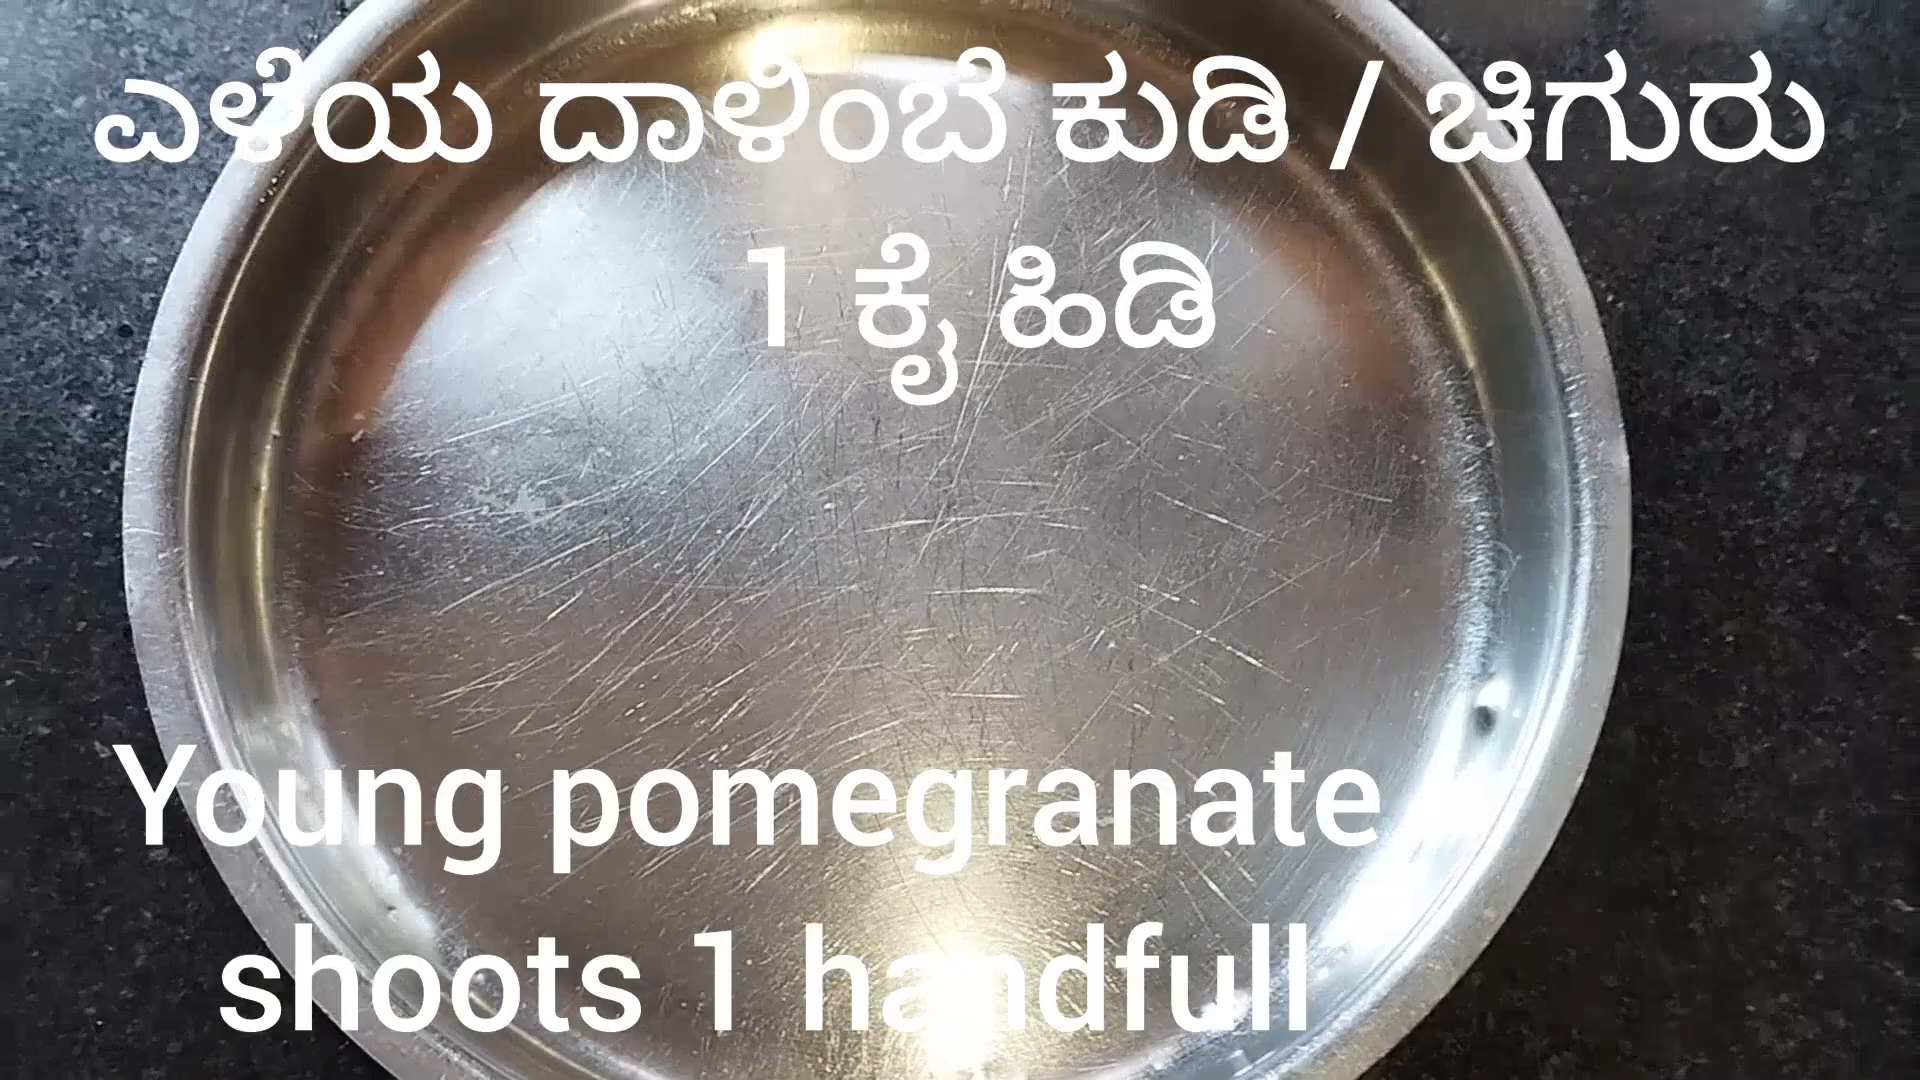 ಎಳೆಯ ದಾಳಿಂಬೆ ಕುಡಿ / ಚಿಗುರು
1 ಕೈ ಹಿಡಿ
Young pomegranate
shoots 1 handfull